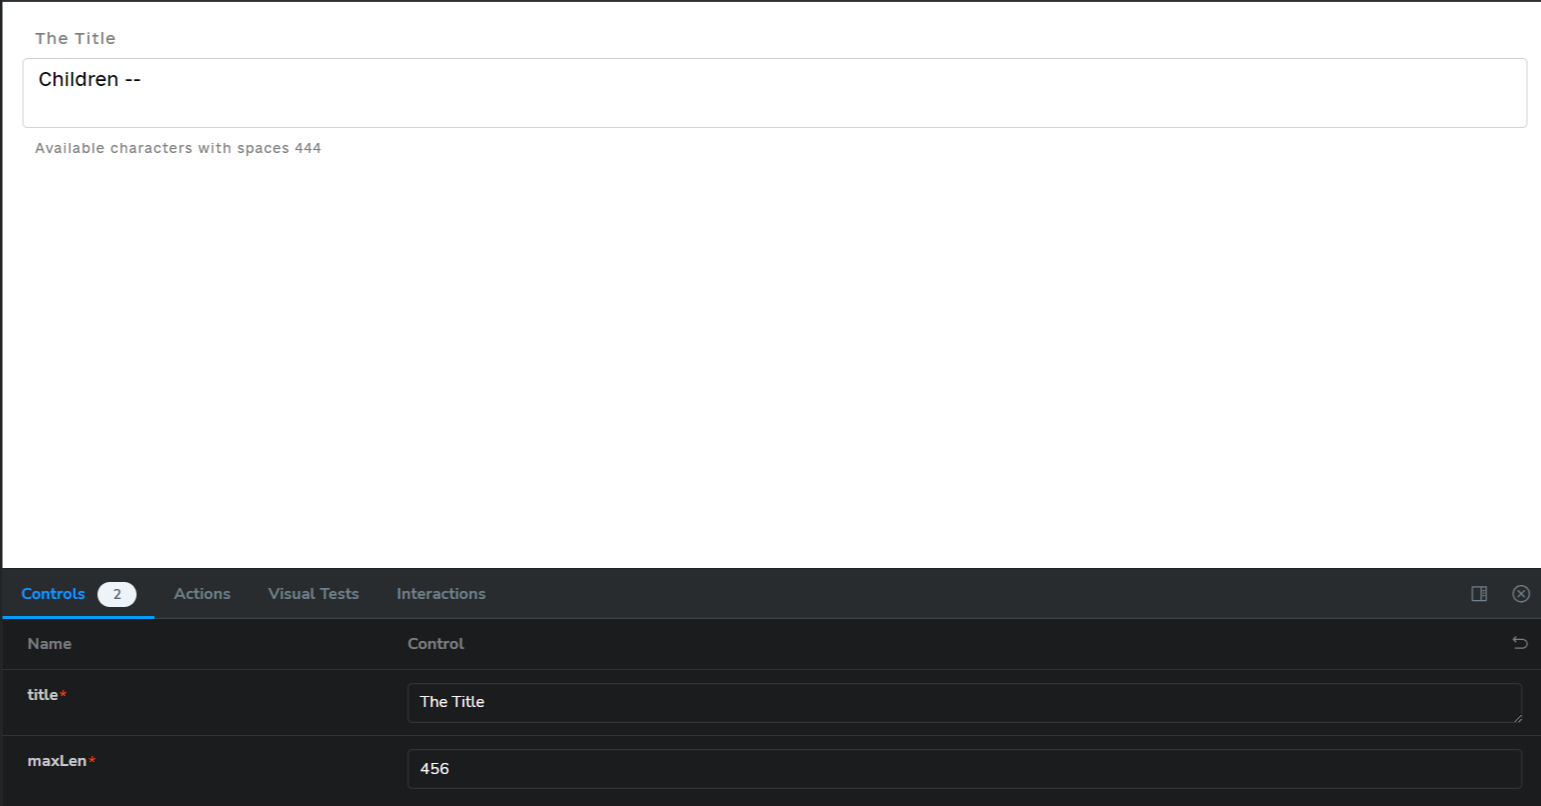 The Title
Children --
Available characters with spaces 444
Controls 2 Actions Visual Tests Interactions
Name Control
title* The Title
maxLen* 456